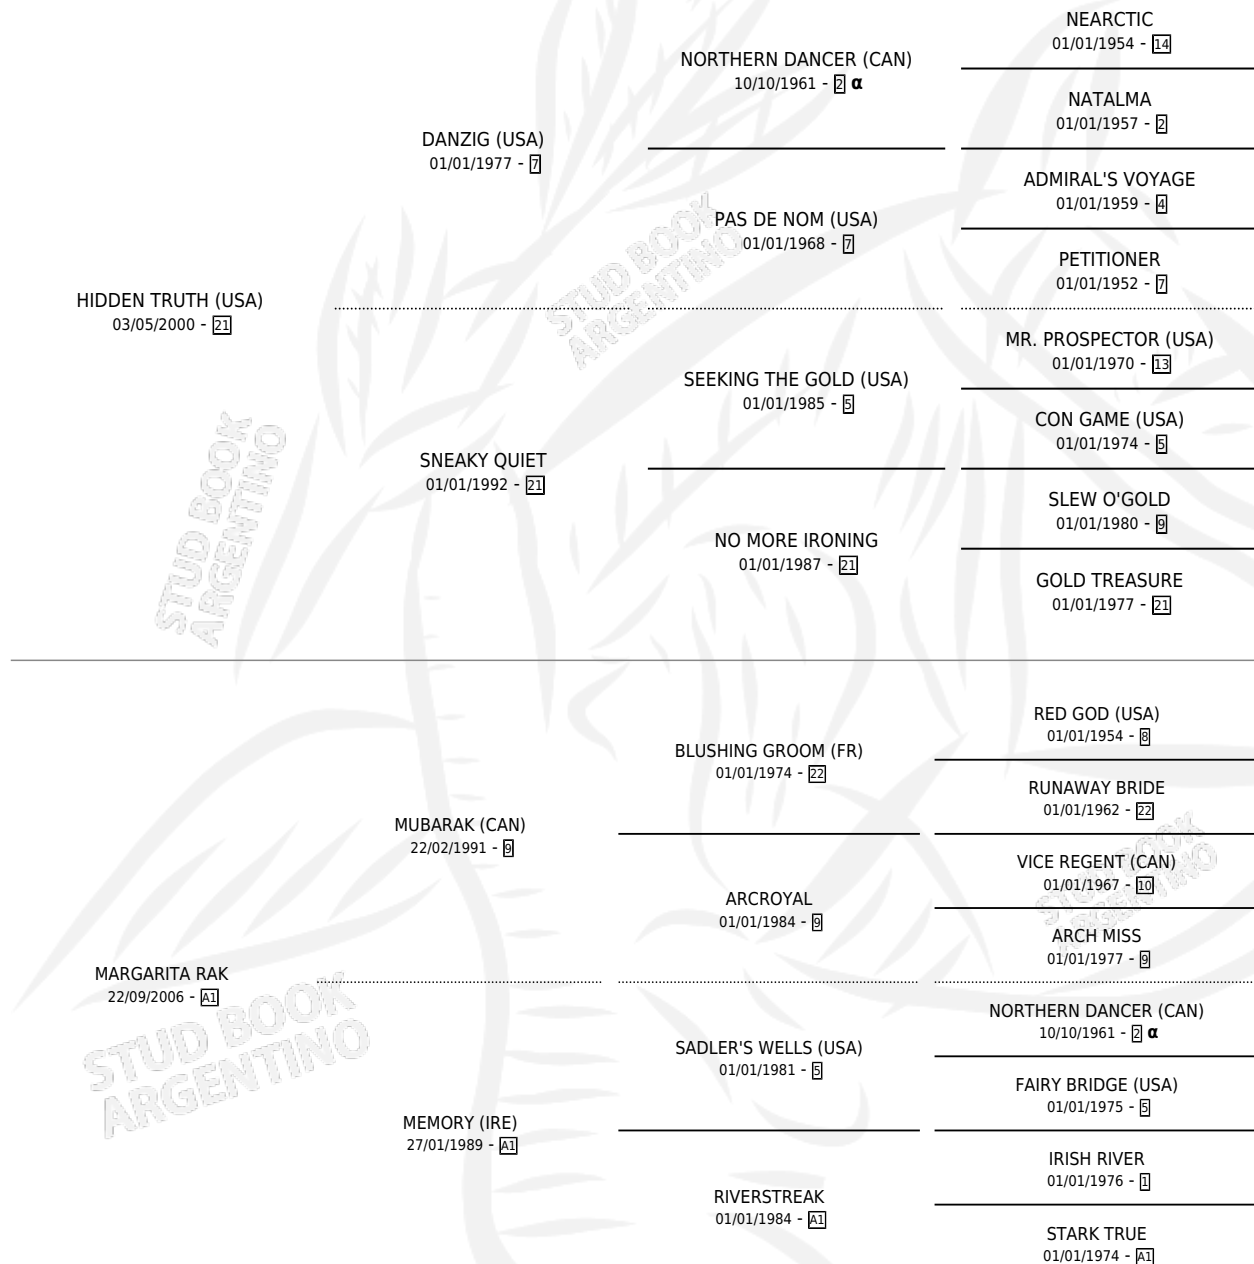 NEARCTIC
01/01/1954 - 14
NORTHERN DANCER (CAN)
10/10/1961 - 2 α
NATALMA
01/01/1957 - 2
DANZIG (USA)
01/01/1977 - 7
ADMIRAL'S VOYAGE
01/01/1959 - 4
PAS DE NOM (USA)
01/01/1968 - 7
PETITIONER
01/01/1952 - 7
HIDDEN TRUTH (USA)
03/05/2000 - 21
MR. PROSPECTOR (USA)
01/01/1970 - 13
SEEKING THE GOLD (USA)
01/01/1985 - 5
CON GAME (USA)
01/01/1974 - 5
SNEAKY QUIET
01/01/1992 - 21
SLEW O'GOLD
01/01/1980 - 9
NO MORE IRONING
01/01/1987 - 21
GOLD TREASURE
01/01/1977 - 21
RED GOD (USA)
01/01/1954 - 8
BLUSHING GROOM (FR)
01/01/1974 - 22
RUNAWAY BRIDE
01/01/1962 - 22
MUBARAK (CAN)
22/02/1991 - 9
VICE REGENT (CAN)
01/01/1967 - 10
ARCROYAL
01/01/1984 - 9
ARCH MISS
01/01/1977 - 9
MARGARITA RAK
22/09/2006 - A1
NORTHERN DANCER (CAN)
10/10/1961 - 2 α
SADLER'S WELLS (USA)
01/01/1981 - 5
FAIRY BRIDGE (USA)
01/01/1975 - 5
MEMORY (IRE)
27/01/1989 - A1
IRISH RIVER
01/01/1976 - 1
RIVERSTREAK
01/01/1984 - A1
STARK TRUE
01/01/1974 - A1
STUD BOOK
ARGENTINO
STUD BOOK
ARGENTINO
STUD BOOK
ARGENTINO
STUD BOOK
ARGENTINO